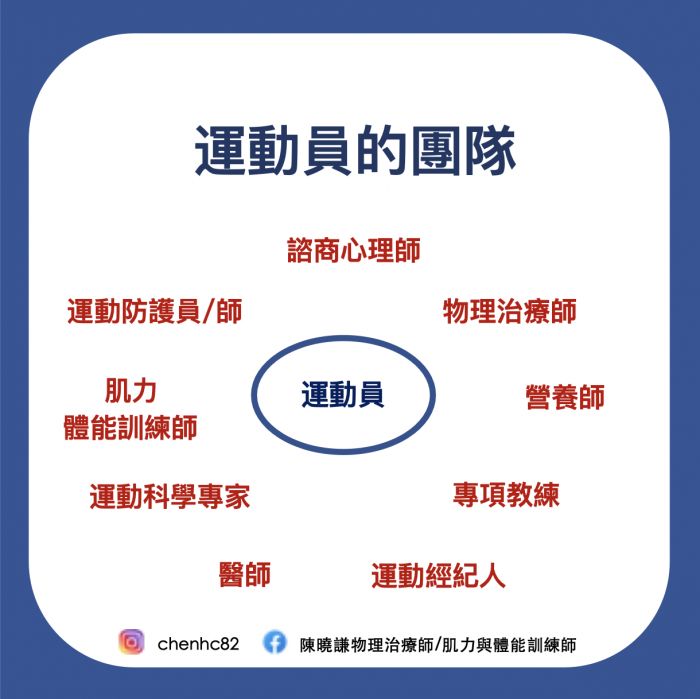 運動員的團隊
諮商心理師
運動防護員/師
物理治療師
肌力
體能訓練師
運動員
營養師
運動科學專家
專項教練
醫師
運動經紀人
chenhc82
陳曉謙物理治療師/肌力與體能訓練師